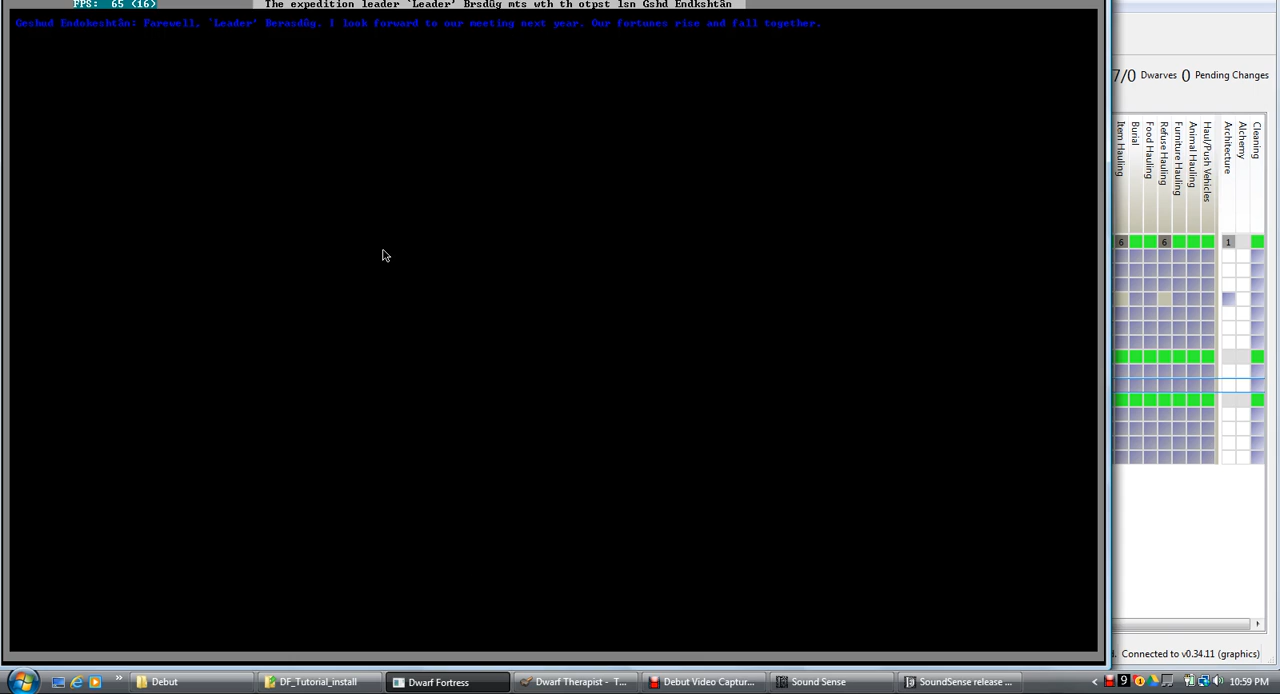 FPS: 65 (16)
The expedition leader `Leader' Brsdûg mts wth th otpst lsn Gshd Endkshtân
Geshud Endokeshtân: Farewell, `Leader' Berasdûg. I look forward to our meeting next year. Our fortunes rise and fall together.
7/0 Dwarves 0 Pending Changes
Item Hauling
Burial
Food Hauling
Refuse Hauling
Furniture Hauling
Animal Hauling
Haul/Push Vehicles
Architecture
Alchemy
Cleaning
6 6 1
d. Connected to v0.34.11 (graphics)
Debut
DF_Tutorial_install
Dwarf Fortress
Dwarf Therapist - T...
Debut Video Captur...
Sound Sense
SoundSense release ...
9
10:59 PM